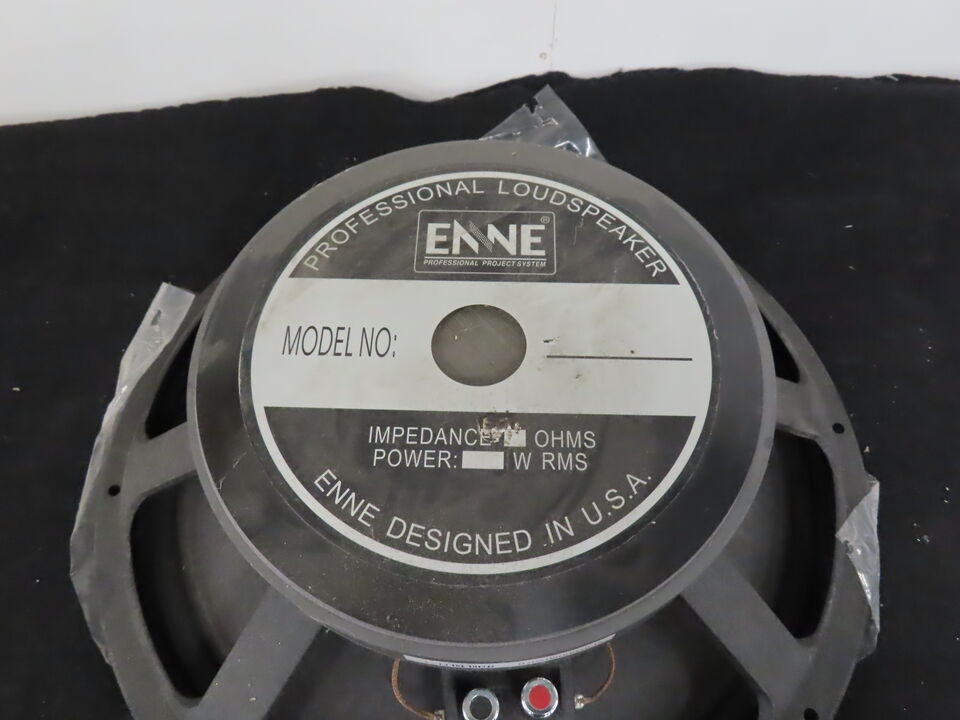 PROFESSIONAL LOUDSPEAKER
ENNE®
PROFESSIONAL PROJECT SYSTEM
MODEL NO:
IMPEDANCE OHMS
POWER: W RMS
ENNE DESIGNED IN U.S.A.